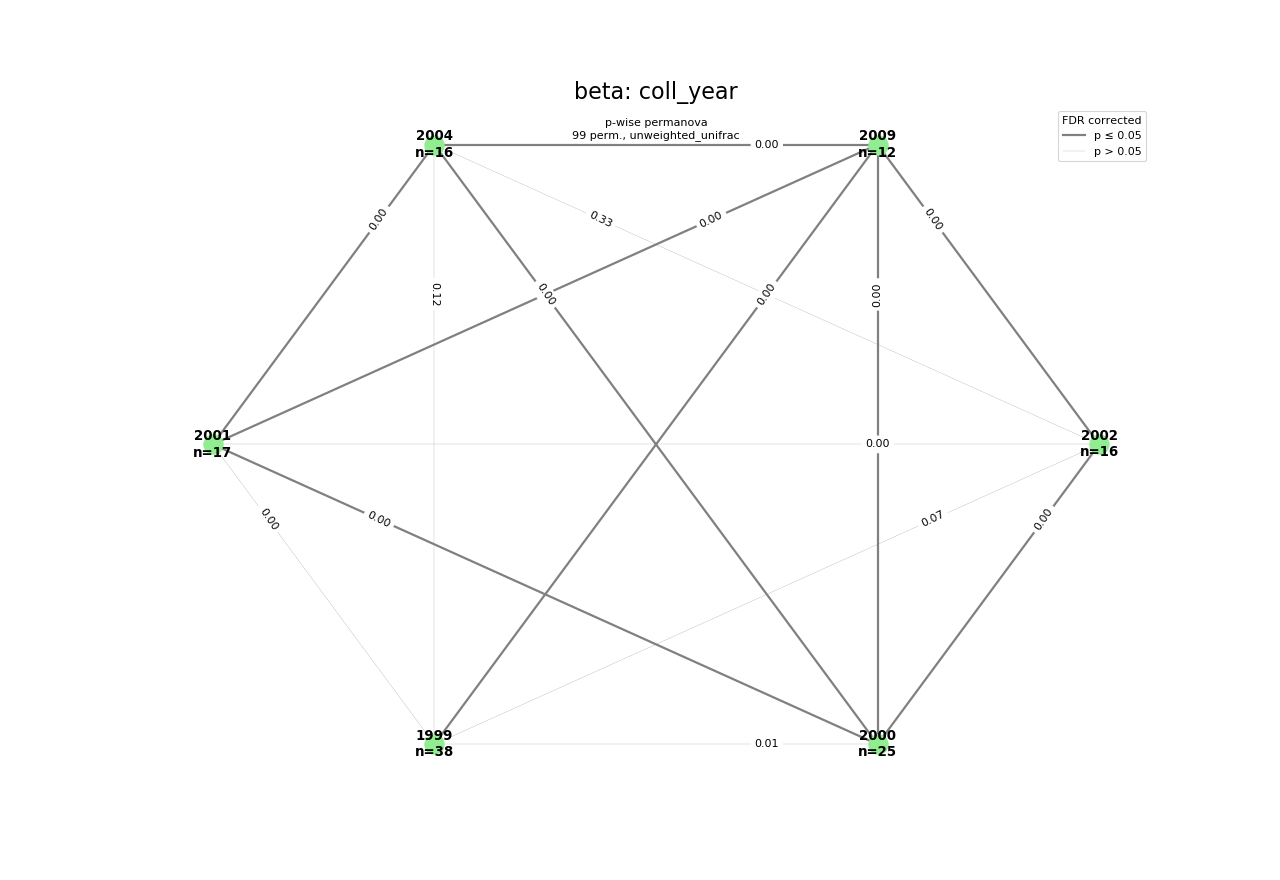 beta: coll_year
p-wise permanova
99 perm., unweighted_unifrac
FDR corrected
p ≤ 0.05
p > 0.05
2004
n=16
2009
n=12
0.00
0.00
0.33
0.00
0.00
0.12
0.00
0.00
0.00
2001
n=17
0.00
2002
n=16
0.00
0.00
0.07
0.00
1999
n=38
0.01
2000
n=25